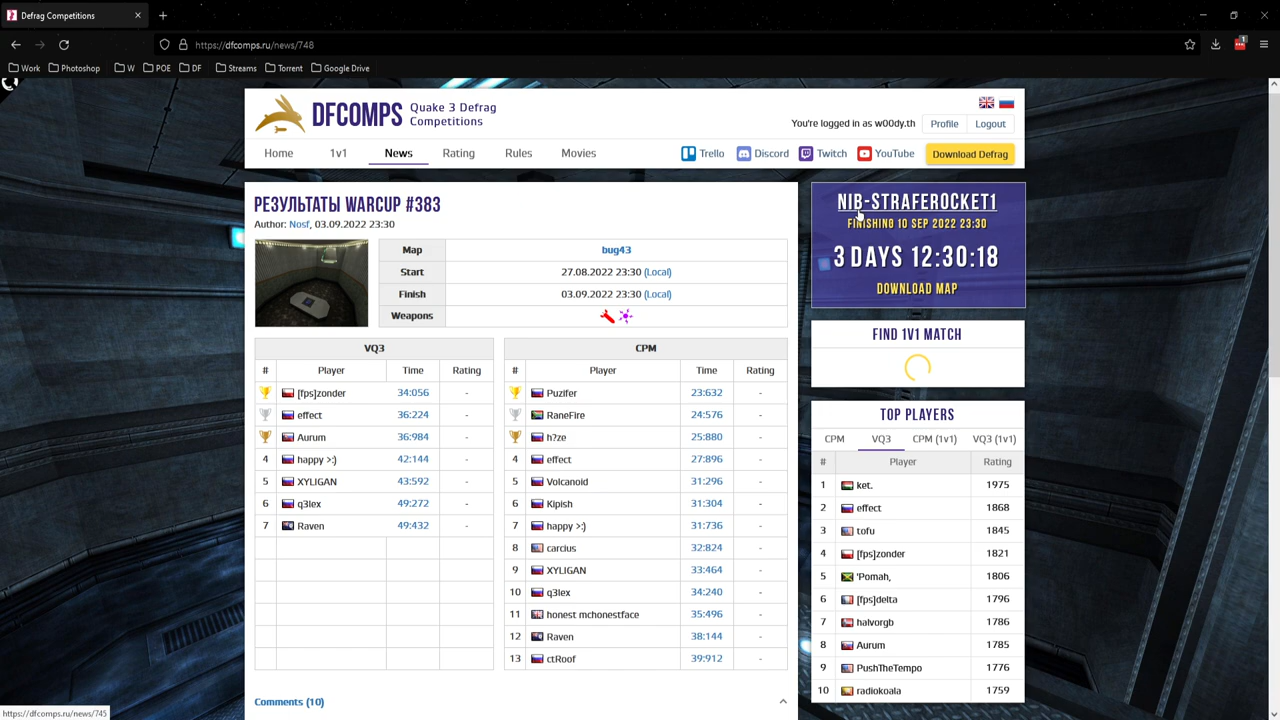 Defrag Competitions
https://dfcomps.ru/news/748
1
Work Photoshop W POE DF Streams Torrent Google Drive
DFCOMPS Quake 3 Defrag Competitions
You're logged in as w00dy.th Profile Logout
Home 1v1 News Rating Rules Movies Trello Discord Twitch YouTube Download Defrag
РЕЗУЛЬТАТЫ WARCUP #383
Author: Nosf, 03.09.2022 23:30
Map bug43
Start 27.08.2022 23:30 (Local)
Finish 03.09.2022 23:30 (Local)
Weapons
VQ3
# Player Time Rating
[fps]zonder 34:056 -
effect 36:224 -
Aurum 36:984 -
4 happy >:) 42:144 -
5 XYLIGAN 43:592 -
6 q3lex 49:272 -
7 Raven 49:432 -
CPM
# Player Time Rating
Puzifer 23:632 -
RaneFire 24:576 -
h?ze 25:880 -
4 effect 27:896 -
5 Volcanoid 31:296 -
6 Kipish 31:304 -
7 happy >:) 31:736 -
8 carcius 32:824 -
9 XYLIGAN 33:464 -
10 q3lex 34:240 -
11 honest mchonestface 35:496 -
12 Raven 38:144 -
13 ctRoof 39:912 -
Comments (10)
NIB-STRAFEROCKET1
FINISHING 10 SEP 2022 23:30
3 DAYS 12:30:18
DOWNLOAD MAP
FIND 1V1 MATCH
TOP PLAYERS
CPM VQ3 CPM (1v1) VQ3 (1v1)
# Player Rating
1 ket. 1975
2 effect 1868
3 tofu 1845
4 [fps]zonder 1821
5 'Pomah, 1806
6 [fps]delta 1796
7 halvorgb 1786
8 Aurum 1785
9 PushTheTempo 1776
10 radiokoala 1759
https://dfcomps.ru/news/745